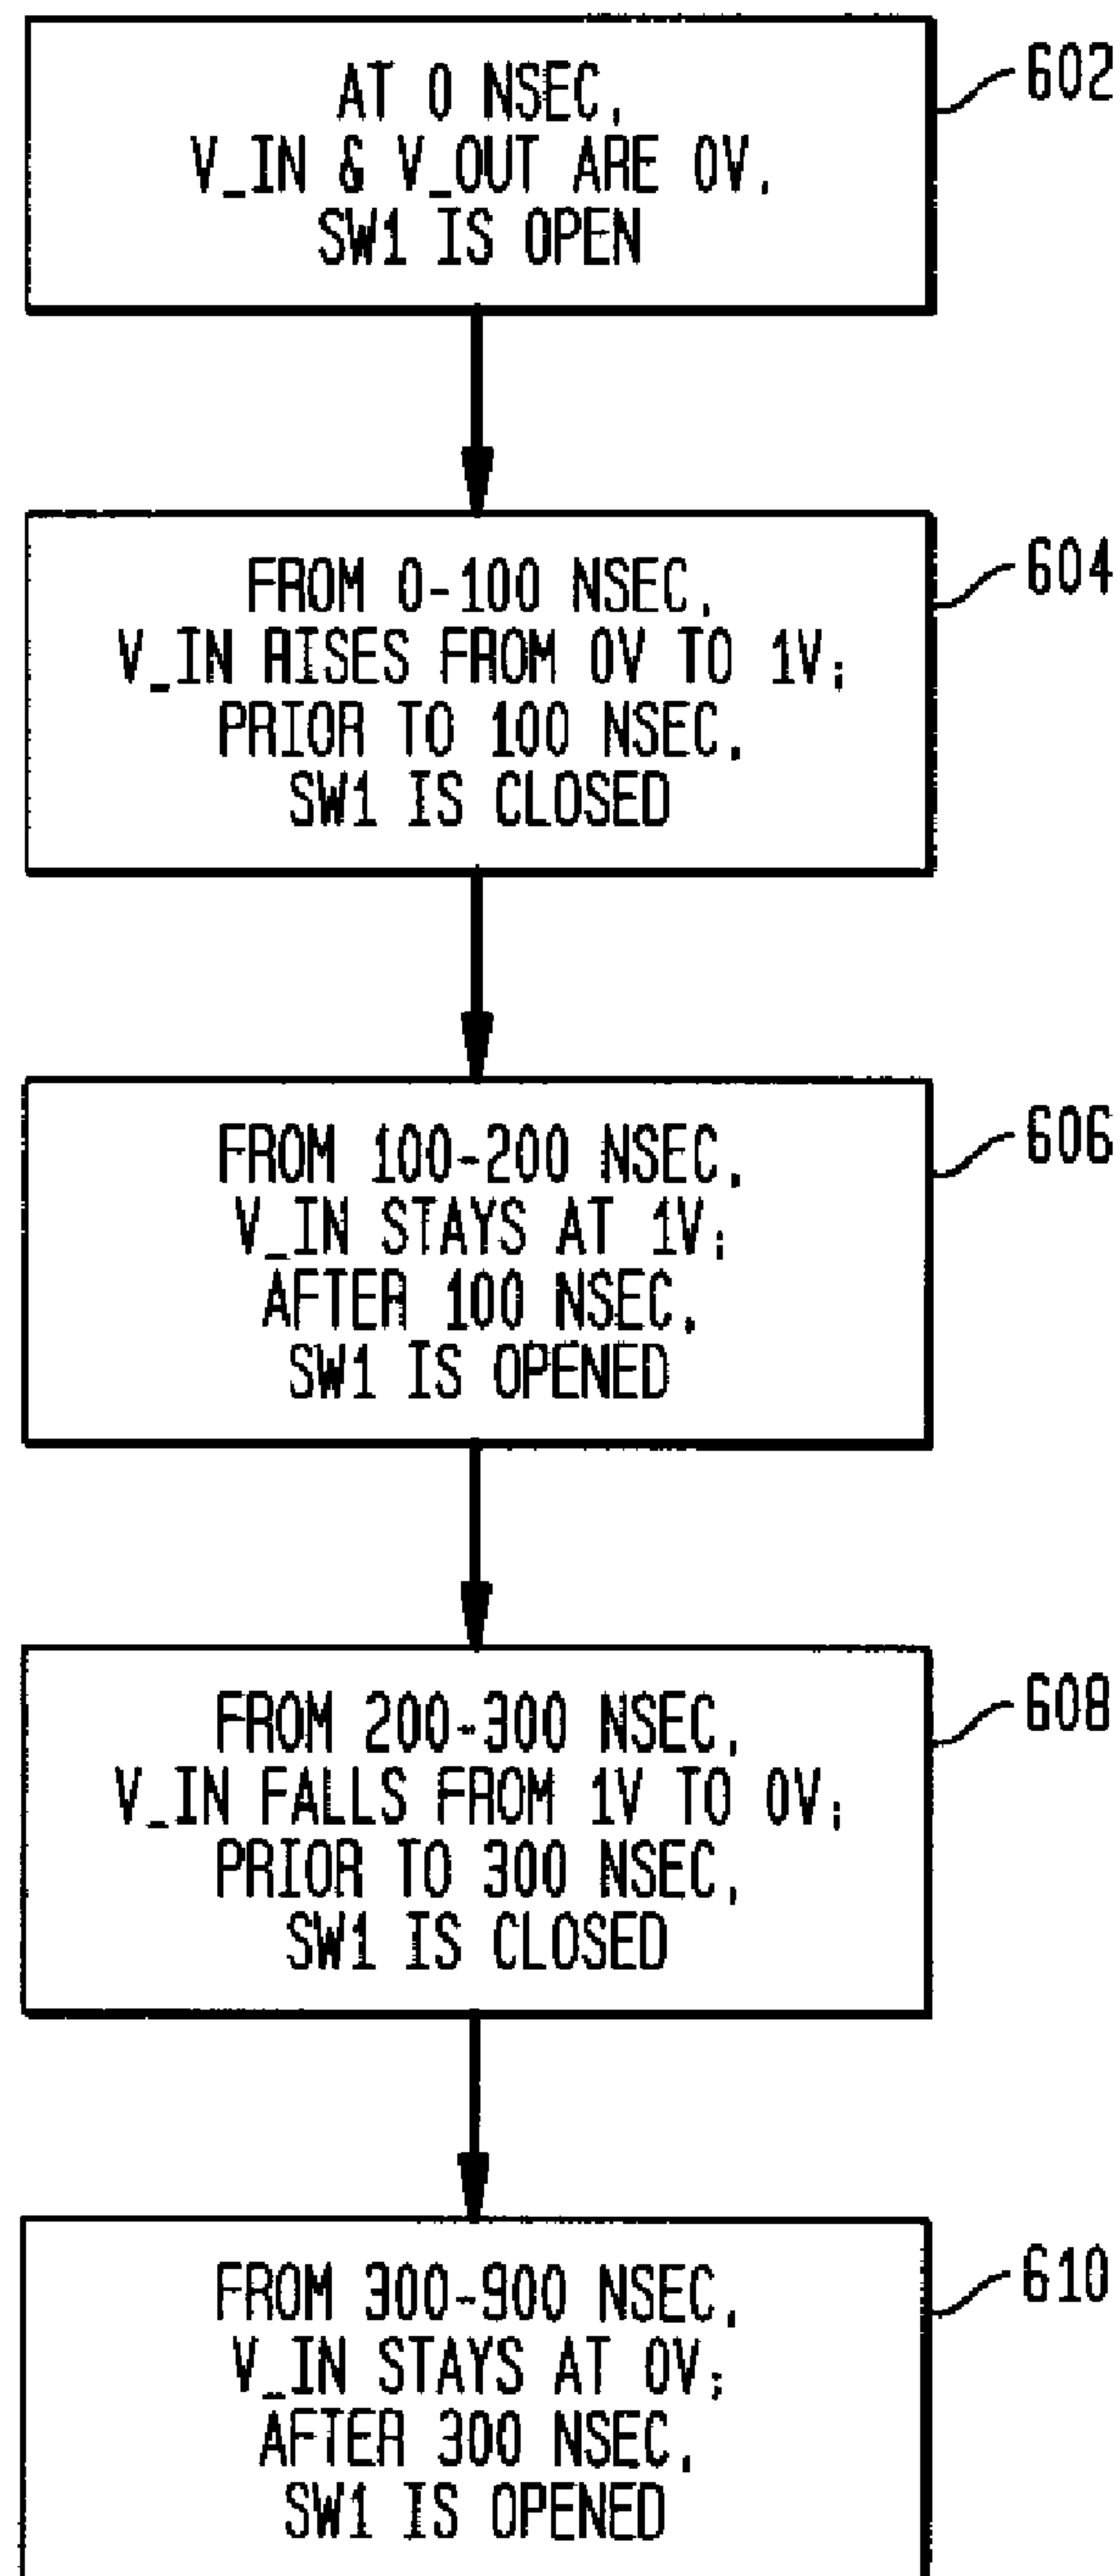 AT 0 NSEC,
V_IN & V_OUT ARE 0V,
SW1 IS OPEN
602
FROM 0-100 NSEC,
V_IN RISES FROM 0V TO 1V;
PRIOR TO 100 NSEC,
SW1 IS CLOSED
604
FROM 100-200 NSEC,
V_IN STAYS AT 1V;
AFTER 100 NSEC,
SW1 IS OPENED
606
FROM 200-300 NSEC,
V_IN FALLS FROM 1V TO 0V;
PRIOR TO 300 NSEC,
SW1 IS CLOSED
608
FROM 300-900 NSEC,
V_IN STAYS AT 0V;
AFTER 300 NSEC,
SW1 IS OPENED
610